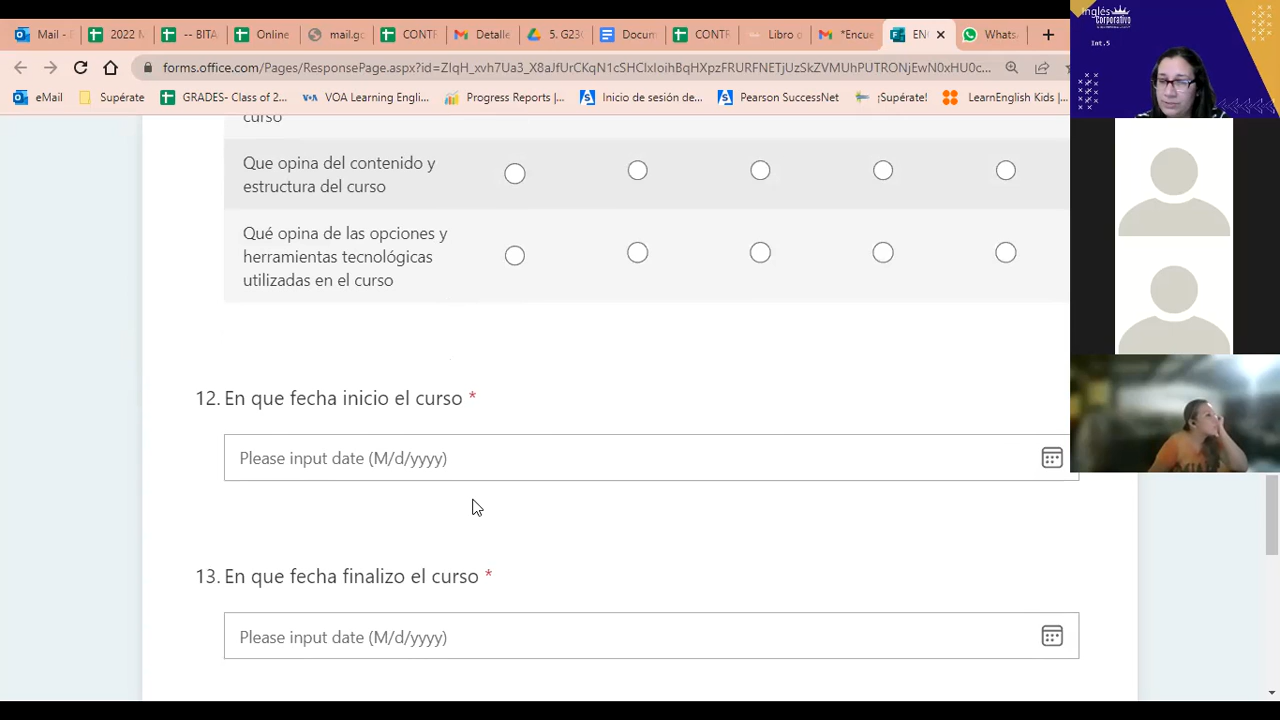 Mail -
2022 M
-- BITA
Online
mail.gc
CONTF
Detalle
5. G23(
Docum
CONTF
Libro g
*Encue
EN
Whats
forms.office.com/Pages/ResponsePage.aspx?id=ZIqH_
eMail
Supérate
GRADES- Class of 2...
VOA VOA Learning Engli...
Progress Reports |...
Inicio de sesión de...
Pearson SuccessNet
¡Supérate!
LearnEnglish Kids |...
Inglés
Corporativo
Int.5
curso
Que opina del contenido y
estructura del curso
Qué opina de las opciones y
herramientas tecnológicas
utilizadas en el curso
12. En que fecha inicio el curso *
Please input date (M/d/yyyy)
13. En que fecha finalizo el curso *
Please input date (M/d/yyyy)